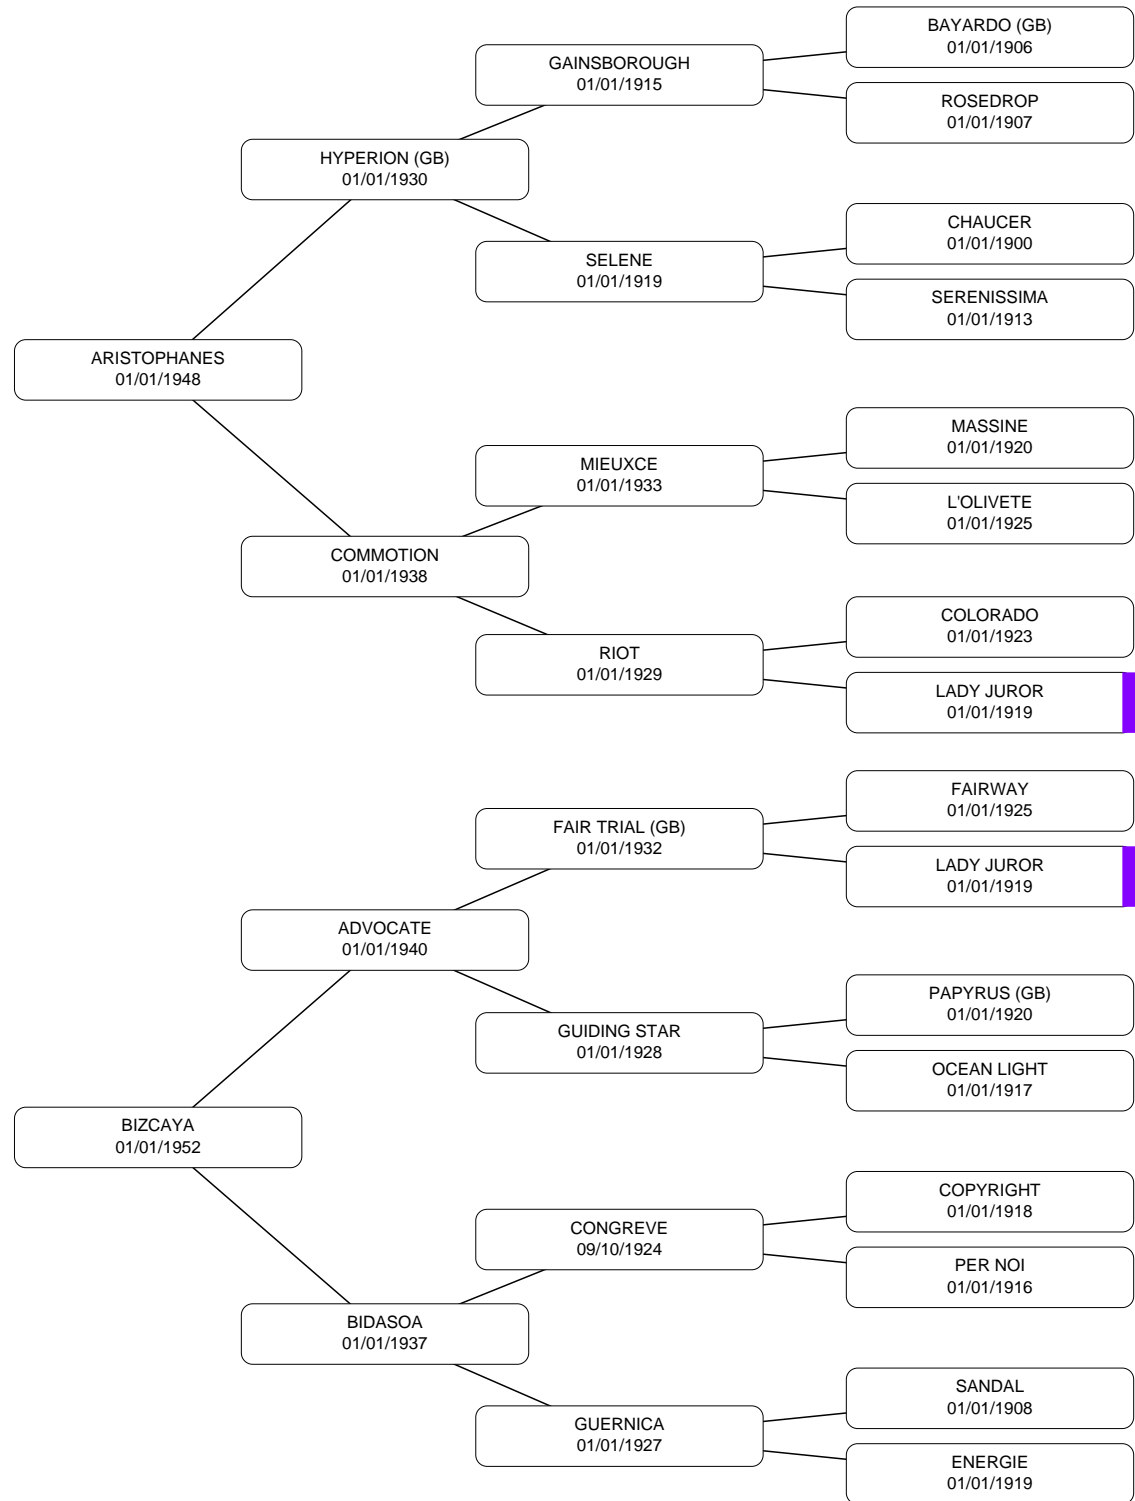 BAYARDO (GB)
01/01/1906
GAINSBOROUGH
01/01/1915
ROSEDROP
01/01/1907
HYPERION (GB)
01/01/1930
CHAUCER
01/01/1900
SELENE
01/01/1919
SERENISSIMA
01/01/1913
ARISTOPHANES
01/01/1948
MASSINE
01/01/1920
MIEUXCE
01/01/1933
L'OLIVETE
01/01/1925
COMMOTION
01/01/1938
COLORADO
01/01/1923
RIOT
01/01/1929
LADY JUROR
01/01/1919
FAIRWAY
01/01/1925
FAIR TRIAL (GB)
01/01/1932
LADY JUROR
01/01/1919
ADVOCATE
01/01/1940
PAPYRUS (GB)
01/01/1920
GUIDING STAR
01/01/1928
OCEAN LIGHT
01/01/1917
BIZCAYA
01/01/1952
COPYRIGHT
01/01/1918
CONGREVE
09/10/1924
PER NOI
01/01/1916
BIDASOA
01/01/1937
SANDAL
01/01/1908
GUERNICA
01/01/1927
ENERGIE
01/01/1919